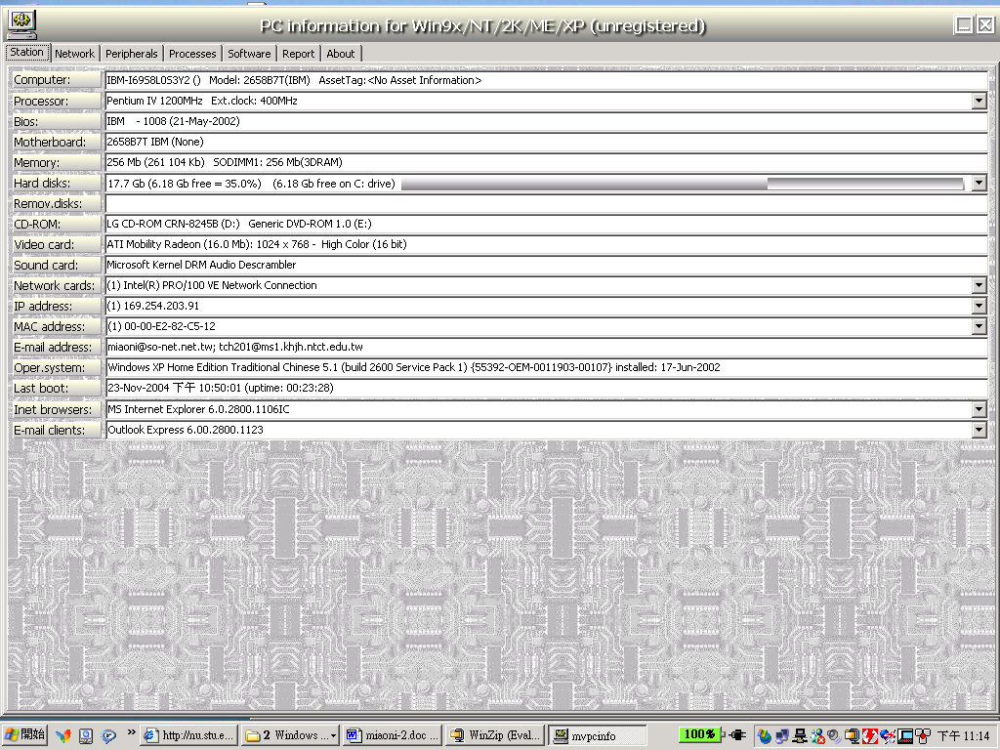 PC information for Win9x/NT/2K/ME/XP (unregistered)
Station Network Peripherals Processes Software Report About
Computer: IBM-I6958L0S3Y2 () Model: 2658B7T(IBM) AssetTag:<No Asset Information>
Processor: Pentium IV 1200MHz Ext.clock: 400MHz
Bios: IBM - 1008 (21-May-2002)
Motherboard: 2658B7T IBM (None)
Memory: 256 Mb (261 104 Kb) SODIMM1: 256 Mb(3DRAM)
Hard disks: 17.7 Gb (6.18 Gb free = 35.0%) (6.18 Gb free on C: drive)
Remov.disks:
CD-ROM: LG CD-ROM CRN-8245B (D:) Generic DVD-ROM 1.0 (E:)
Video card: ATI Mobility Radeon (16.0 Mb): 1024 x 768 - High Color (16 bit)
Sound card: Microsoft Kernel DRM Audio Descrambler
Network cards: (1) Intel(R) PRO/100 VE Network Connection
IP address: (1) 169.254.203.91
MAC address: (1) 00-00-E2-82-C5-12
E-mail address: miaoni@so-net.net.tw; tch201@ms1.khjh.ntct.edu.tw
Oper.system: Windows XP Home Edition Traditional Chinese 5.1 (build 2600 Service Pack 1) {55392-OEM-0011903-00107} installed: 17-Jun-2002
Last boot: 23-Nov-2004 下午 10:50:01 (uptime: 00:23:28)
Inet browsers: MS Internet Explorer 6.0.2800.1106IC
E-mail clients: Outlook Express 6.00.2800.1123
開始 » http://nu.stu.e... 2 Windows ... miaoni-2.doc ... WinZip (Eval... mvpcinfo 100% 下午 11:14